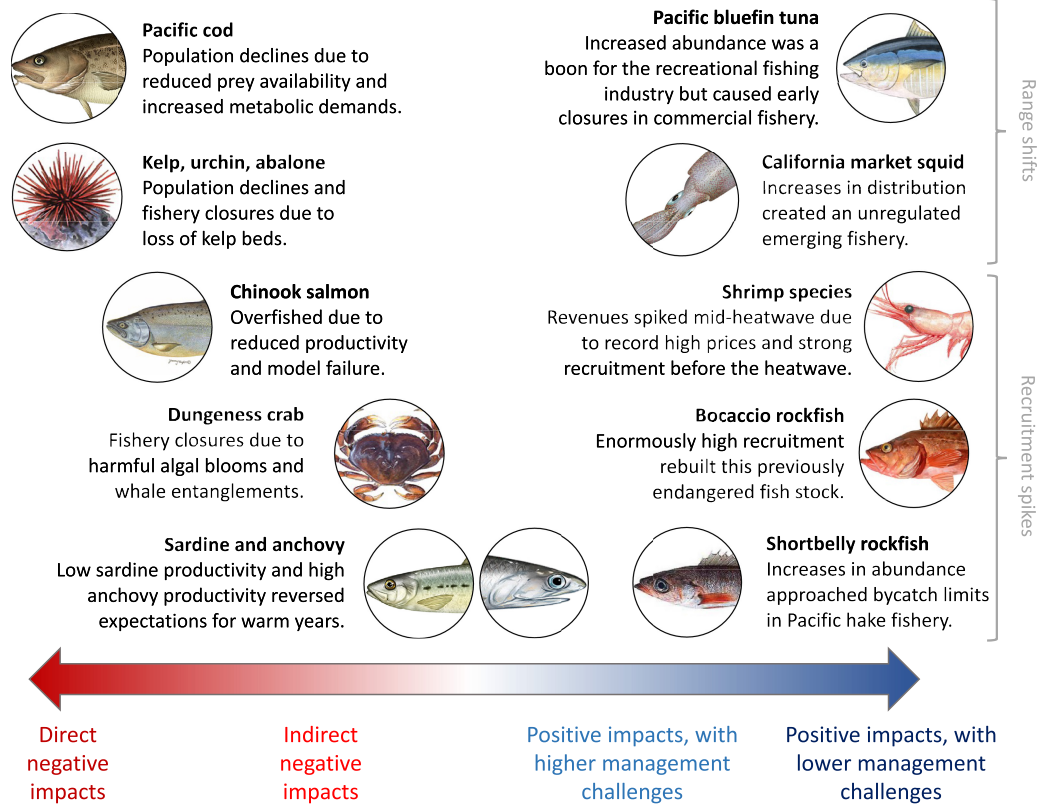 Pacific cod
Population declines due to
reduced prey availability and
increased metabolic demands.
Pacific bluefin tuna
Increased abundance was a
boon for the recreational fishing
industry but caused early
closures in commercial fishery.
Range shifts
Kelp, urchin, abalone
Population declines and
fishery closures due to
loss of kelp beds.
California market squid
Increases in distribution
created an unregulated
emerging fishery.
Chinook salmon
Overfished due to
reduced productivity
and model failure.
Shrimp species
Revenues spiked mid-heatwave due
to record high prices and strong
recruitment before the heatwave.
Recruitment spikes
Dungeness crab
Fishery closures due to
harmful algal blooms and
whale entanglements.
Bocaccio rockfish
Enormously high recruitment
rebuilt this previously
endangered fish stock.
Sardine and anchovy
Low sardine productivity and high
anchovy productivity reversed
expectations for warm years.
Shortbelly rockfish
Increases in abundance
approached bycatch limits
in Pacific hake fishery.
Direct
negative
impacts
Indirect
negative
impacts
Positive impacts, with
higher management
challenges
Positive impacts, with
lower management
challenges